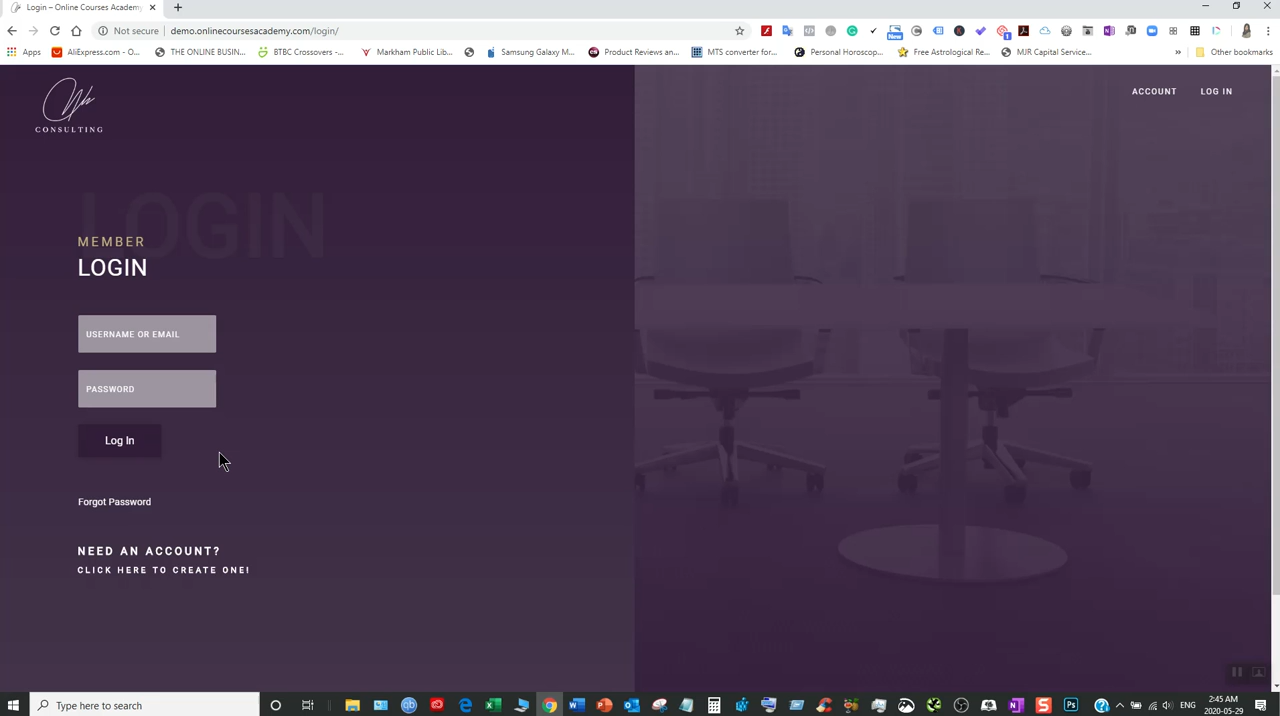 Login – Online Courses Academy
Not secure | demo.onlinecoursesacademy.com/login/
New
1
Apps AliExpress.com - O... THE ONLINE BUSIN... BTBC Crossovers -... Markham Public Lib... Samsung Galaxy M... Product Reviews an... MTS converter for... Personal Horoscop... Free Astrological Re... MJR Capital Service... » Other bookmarks
CONSULTING
ACCOUNT LOG IN
LOGIN
MEMBER
LOGIN
USERNAME OR EMAIL
PASSWORD
Log In
Forgot Password
NEED AN ACCOUNT?
CLICK HERE TO CREATE ONE!
Type here to search
ENG
2:45 AM
2020-05-29